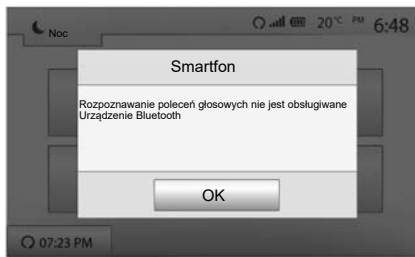 Noc
20°C PM 6:48
Smartfon
Rozpoznawanie poleceń głosowych nie jest obsługiwane
Urządzenie Bluetooth
OK
07:23 PM